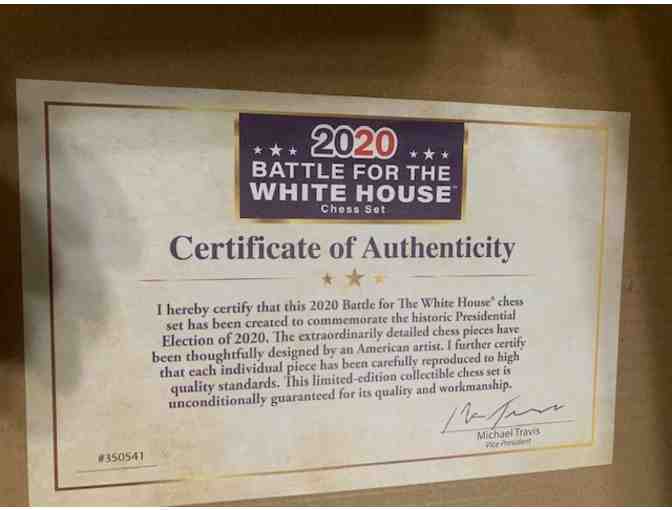 2020
BATTLE FOR THE
WHITE HOUSE™
Chess Set
Certificate of Authenticity
I hereby certify that this 2020 Battle for The White House® chess
set has been created to commemorate the historic Presidential
Election of 2020. The extraordinarily detailed chess pieces have
been thoughtfully designed by an American artist. I further certify
that each individual piece has been carefully reproduced to high
quality standards. This limited-edition collectible chess set is
unconditionally guaranteed for its quality and workmanship.
Michael Travis
Vice President
#350541